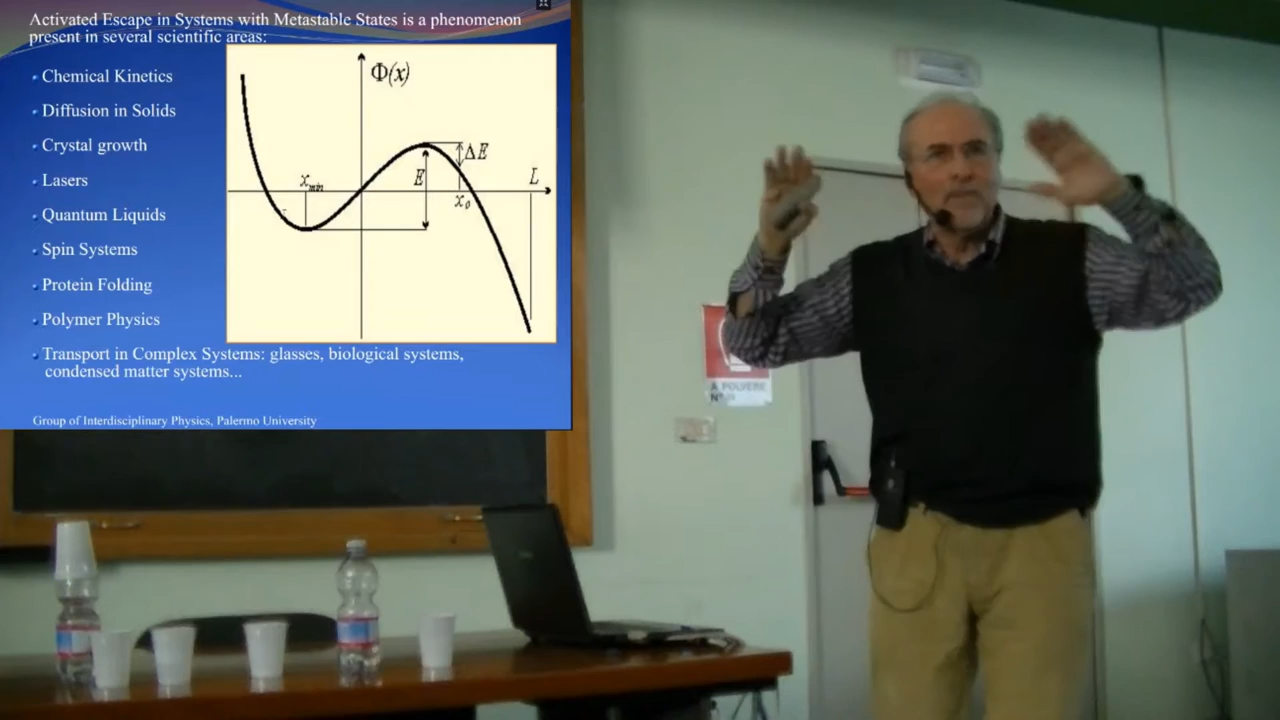 Activated Escape in Systems with Metastable States is a phenomenon
present in several scientific areas:
Chemical Kinetics
Diffusion in Solids
Crystal growth
Lasers
Quantum Liquids
Spin Systems
Protein Folding
Polymer Physics
Transport in Complex Systems: glasses, biological systems,
condensed matter systems...
Φ(x)
ΔE
x_min
E
L
x_0
Group of Interdisciplinary Physics, Palermo University
A POLVERE